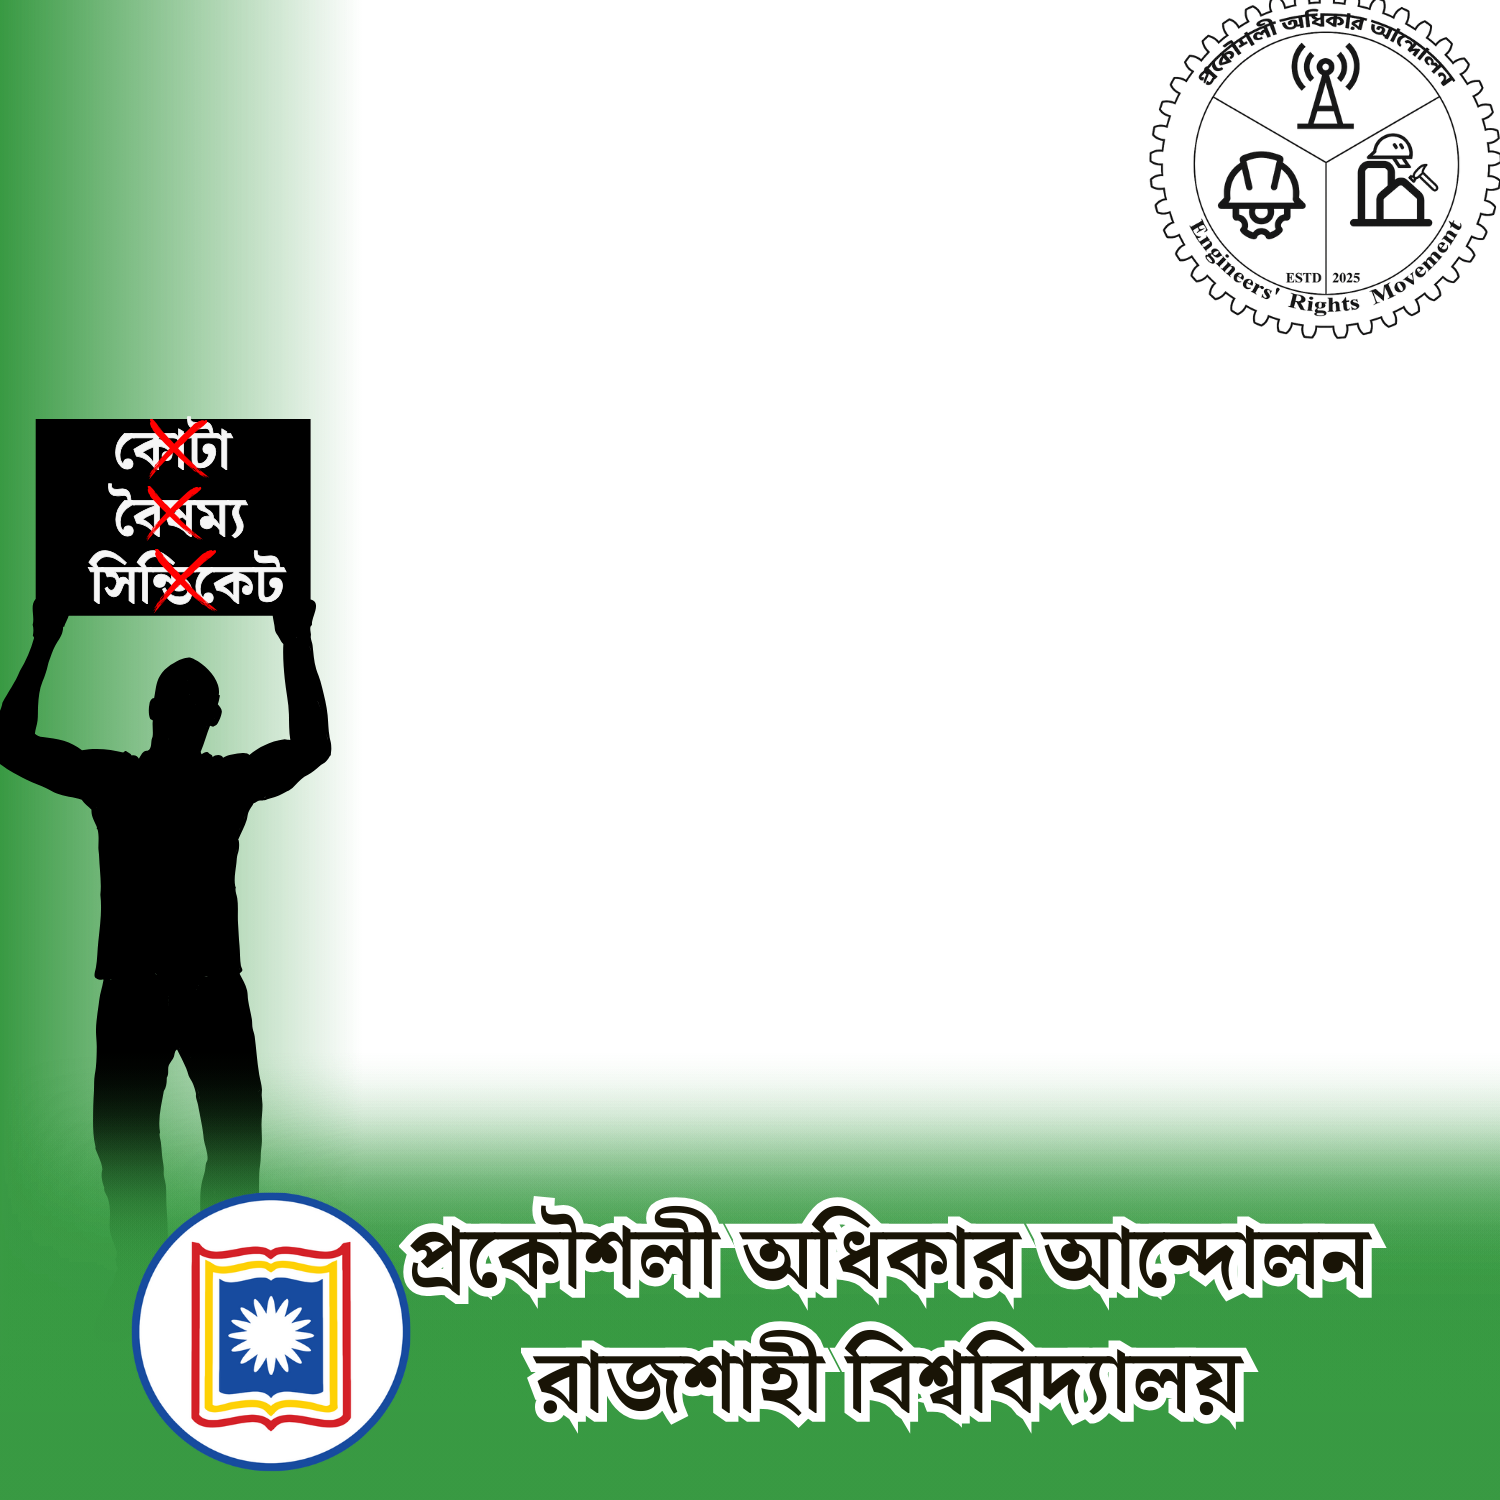 প্রকৌশলী অধিকার আন্দোলন
ESTD 2025
Engineers' Rights Movement
কোটা
বৈষম্য
সিন্ডিকেট
প্রকৌশলী অধিকার আন্দোলন
রাজশাহী বিশ্ববিদ্যালয়